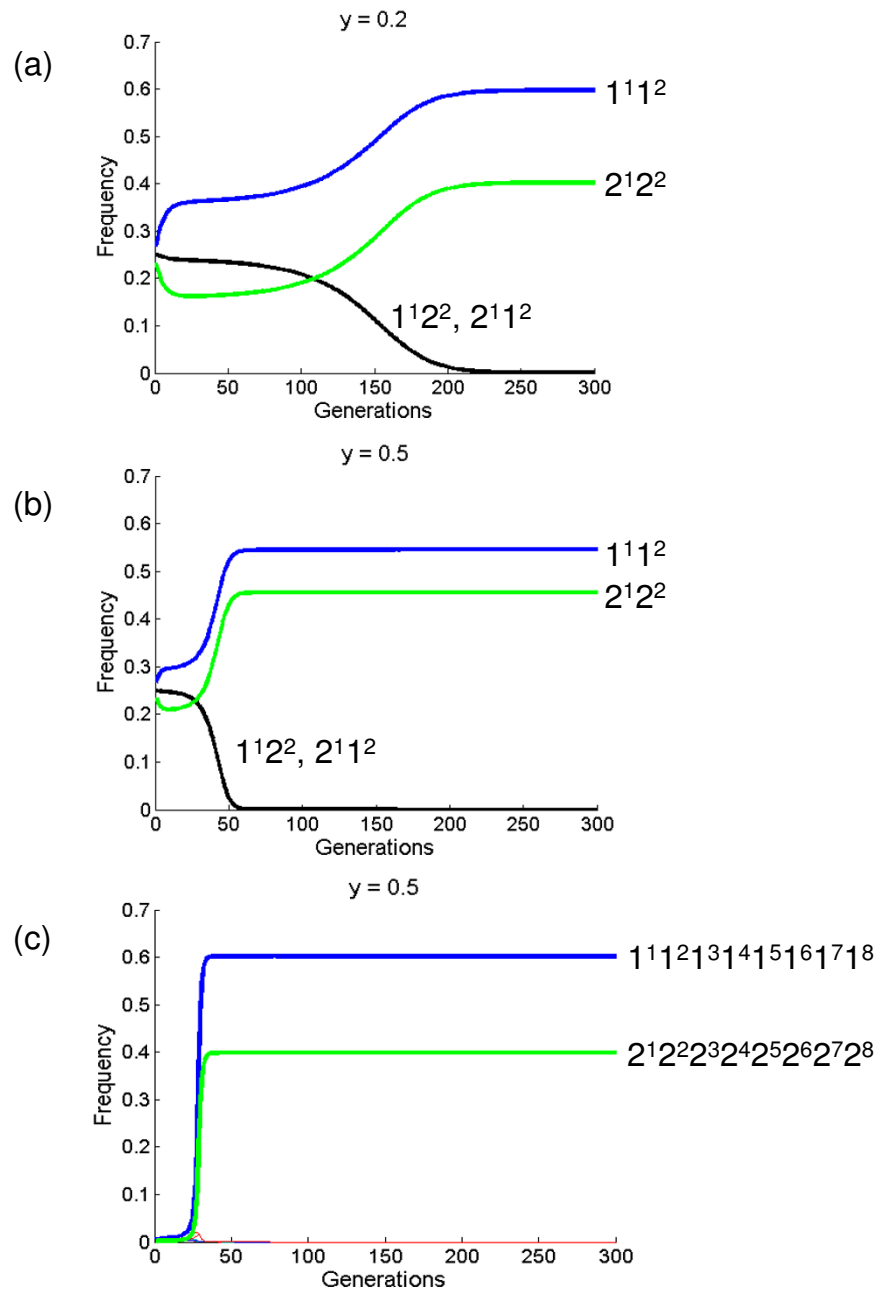 y = 0.2
(a)
0.7
0.6
0.5
0.4
0.3
0.2
0.1
0
Frequency
1¹1²
2¹2²
1¹2², 2¹1²
0 50 100 150 200 250 300
Generations
y = 0.5
(b)
0.7
0.6
0.5
0.4
0.3
0.2
0.1
0
Frequency
1¹1²
2¹2²
1¹2², 2¹1²
0 50 100 150 200 250 300
Generations
y = 0.5
(c)
0.7
0.6
0.5
0.4
0.3
0.2
0.1
0
Frequency
1¹1²1³1⁴1⁵1⁶1⁷1⁸
2¹2²2³2⁴2⁵2⁶2⁷2⁸
0 50 100 150 200 250 300
Generations